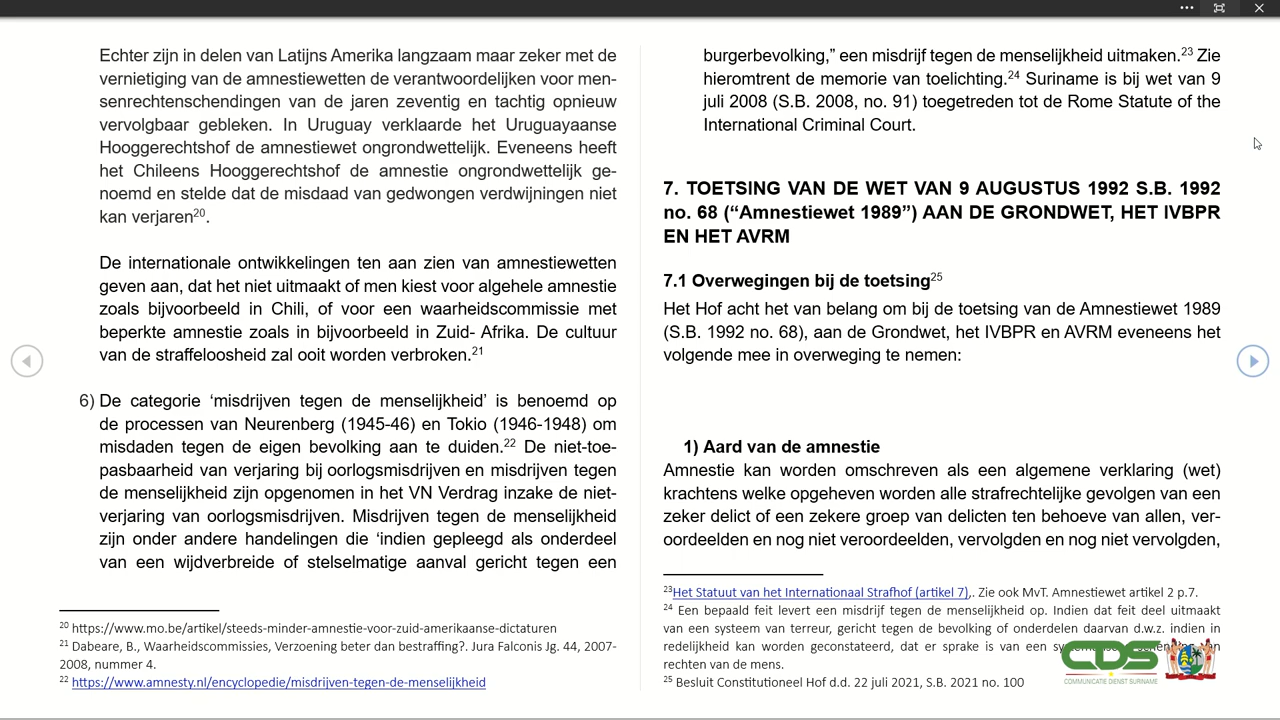 Echter zijn in delen van Latijns Amerika langzaam maar zeker met de
vernietiging van de amnestiewetten de verantwoordelijken voor men-
senrechtenschendingen van de jaren zeventig en tachtig opnieuw
vervolgbaar gebleken. In Uruguay verklaarde het Uruguayaanse
Hooggerechtshof de amnestiewet ongrondwettelijk. Eveneens heeft
het Chileens Hooggerechtshof de amnestie ongrondwettelijk ge-
noemd en stelde dat de misdaad van gedwongen verdwijningen niet
kan verjaren20.
De internationale ontwikkelingen ten aan zien van amnestiewetten
geven aan, dat het niet uitmaakt of men kiest voor algehele amnestie
zoals bijvoorbeeld in Chili, of voor een waarheidscommissie met
beperkte amnestie zoals in bijvoorbeeld in Zuid- Afrika. De cultuur
van de straffeloosheid zal ooit worden verbroken.21
6) De categorie ‘misdrijven tegen de menselijkheid’ is benoemd op
de processen van Neurenberg (1945-46) en Tokio (1946-1948) om
misdaden tegen de eigen bevolking aan te duiden.22 De niet-toe-
pasbaarheid van verjaring bij oorlogsmisdrijven en misdrijven tegen
de menselijkheid zijn opgenomen in het VN Verdrag inzake de niet-
verjaring van oorlogsmisdrijven. Misdrijven tegen de menselijkheid
zijn onder andere handelingen die ‘indien gepleegd als onderdeel
van een wijdverbreide of stelselmatige aanval gericht tegen een
20 https://www.mo.be/artikel/steeds-minder-amnestie-voor-zuid-amerikaanse-dictaturen
21 Dabeare, B., Waarheidscommissies, Verzoening beter dan bestraffing?. Jura Falconis Jg. 44, 2007-
2008, nummer 4.
22 https://www.amnesty.nl/encyclopedie/misdrijven-tegen-de-menselijkheid
burgerbevolking,” een misdrijf tegen de menselijkheid uitmaken.23 Zie
hieromtrent de memorie van toelichting.24 Suriname is bij wet van 9
juli 2008 (S.B. 2008, no. 91) toegetreden tot de Rome Statute of the
International Criminal Court.
7. TOETSING VAN DE WET VAN 9 AUGUSTUS 1992 S.B. 1992
no. 68 (“Amnestiewet 1989”) AAN DE GRONDWET, HET IVBPR
EN HET AVRM
7.1 Overwegingen bij de toetsing25
Het Hof acht het van belang om bij de toetsing van de Amnestiewet 1989
(S.B. 1992 no. 68), aan de Grondwet, het IVBPR en AVRM eveneens het
volgende mee in overweging te nemen:
1) Aard van de amnestie
Amnestie kan worden omschreven als een algemene verklaring (wet)
krachtens welke opgeheven worden alle strafrechtelijke gevolgen van een
zeker delict of een zekere groep van delicten ten behoeve van allen, ver-
oordeelden en nog niet veroordeelden, vervolgden en nog niet vervolgden,
23Het Statuut van het Internationaal Strafhof (artikel 7),. Zie ook MvT. Amnestiewet artikel 2 p.7.
24 Een bepaald feit levert een misdrijf tegen de menselijkheid op. Indien dat feit deel uitmaakt
van een systeem van terreur, gericht tegen de bevolking of onderdelen daarvan d.w.z. indien in
redelijkheid kan worden geconstateerd, dat er sprake is van een
rechten van de mens.
25 Besluit Constitutioneel Hof d.d. 22 juli 2021, S.B. 2021 no. 100
CDS
COMMUNICATIE DIENST SURINAME